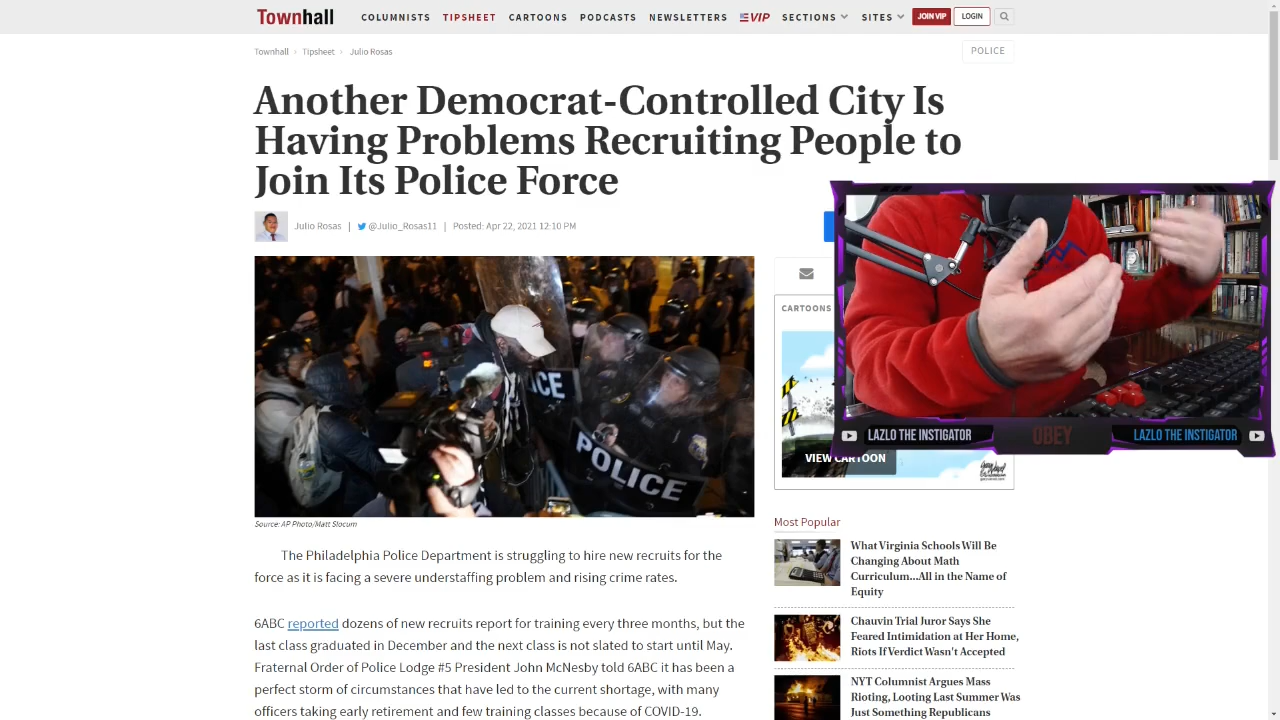 Townhall
COLUMNISTS TIPSHEET CARTOONS PODCASTS NEWSLETTERS VIP SECTIONS SITES JOIN VIP LOGIN
Townhall › Tipsheet › Julio Rosas
POLICE
Another Democrat-Controlled City Is
Having Problems Recruiting People to
Join Its Police Force
Julio Rosas | @Julio_Rosas11 | Posted: Apr 22, 2021 12:10 PM
CARTOONS
POLICE
LAZLO THE INSTIGATOR OBEY LAZLO THE INSTIGATOR
VIEW CARTOON
Source: AP Photo/Matt Slocum
The Philadelphia Police Department is struggling to hire new recruits for the
force as it is facing a severe understaffing problem and rising crime rates.
6ABC reported dozens of new recruits report for training every three months, but the
last class graduated in December and the next class is not slated to start until May.
Fraternal Order of Police Lodge #5 President John McNesby told 6ABC it has been a
perfect storm of circumstances that have led to the current shortage, with many
officers taking early retirement and few training classes because of COVID-19.
Most Popular
What Virginia Schools Will Be
Changing About Math
Curriculum...All in the Name of
Equity
Chauvin Trial Juror Says She
Feared Intimidation at Her Home,
Riots If Verdict Wasn't Accepted
NYT Columnist Argues Mass
Rioting, Looting Last Summer Was
Just Something Republicans